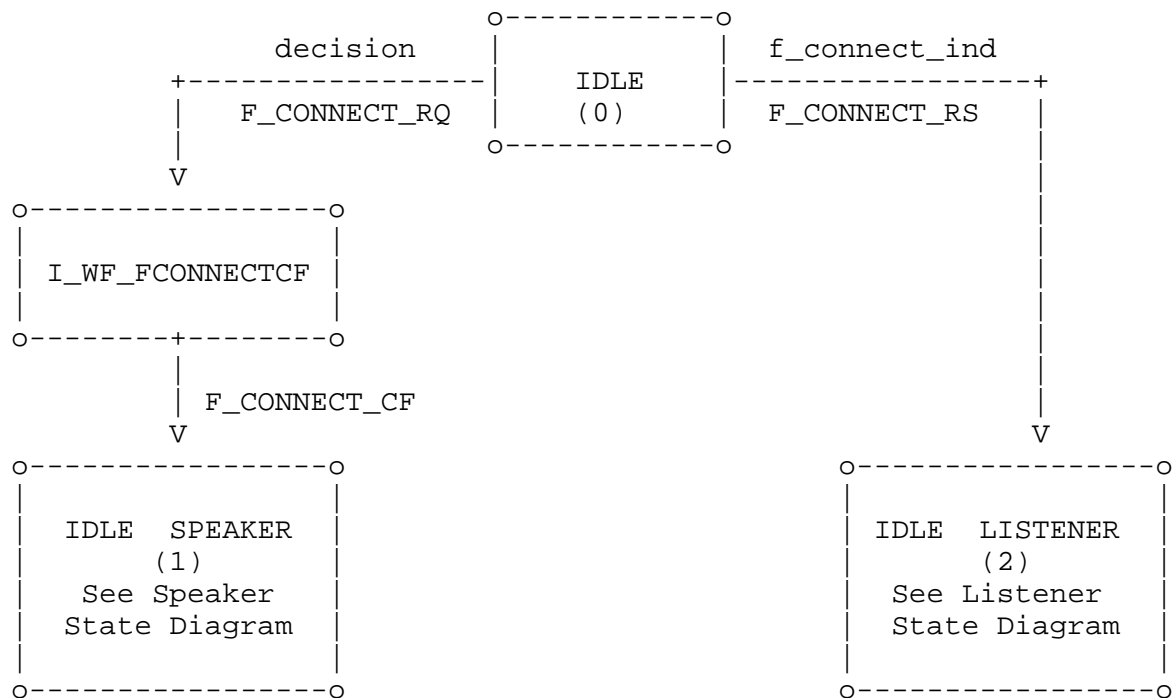 decision f_connect_ind
IDLE
F_CONNECT_RQ (0) F_CONNECT_RS
V
I_WF_FCONNECTCF
F_CONNECT_CF
V V
IDLE SPEAKER IDLE LISTENER
(1) (2)
See Speaker See Listener
State Diagram State Diagram